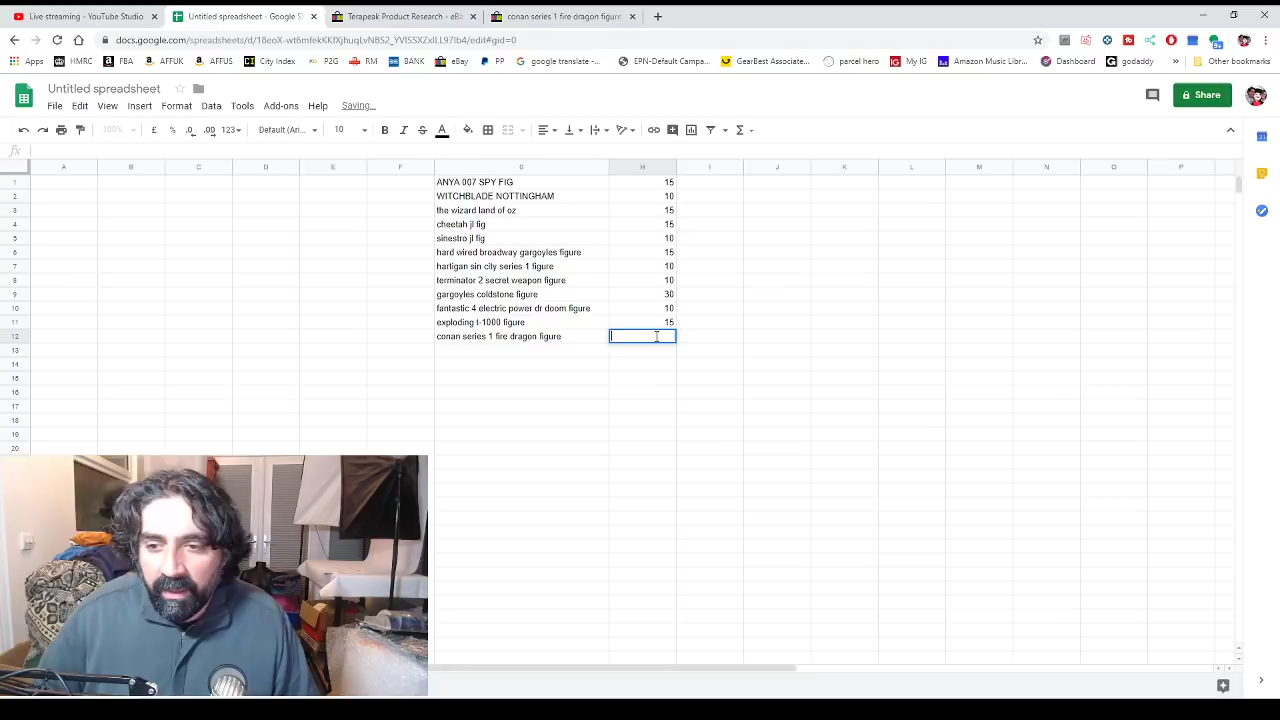 Live streaming - YouTube Studio
Untitled spreadsheet - Google Sh
Terapeak Product Research - eBa
conan series 1 fire dragon figure
docs.google.com/spreadsheets/d/
Apps HMRC FBA AFFUK AFFUS City Index P2G RM BANK eBay PP google translate -... EPN-Default Campa... GearBest Associate... parcel hero My IG Amazon Music Libr... Dashboard godaddy » Other bookmarks
Untitled spreadsheet
Share
File Edit View Insert Format Data Tools Add-ons Help Saving...
100% £ % .0 .00 123 Default (Ari... 10 B I S A
fx
A B C D E F G H I J K L M N O P
1 ANYA 007 SPY FIG 15
2 WITCHBLADE NOTTINGHAM 10
3 the wizard land of oz 15
4 cheetah jl fig 15
5 sinestro jl fig 10
6 hard wired broadway gargoyles figure 15
7 hartigan sin city series 1 figure 10
8 terminator 2 secret weapon figure 10
9 gargoyles coldstone figure 30
10 fantastic 4 electric power dr doom figure 10
11 exploding t-1000 figure 15
12 conan series 1 fire dragon figure
13
14
15
16
17
18
19
20